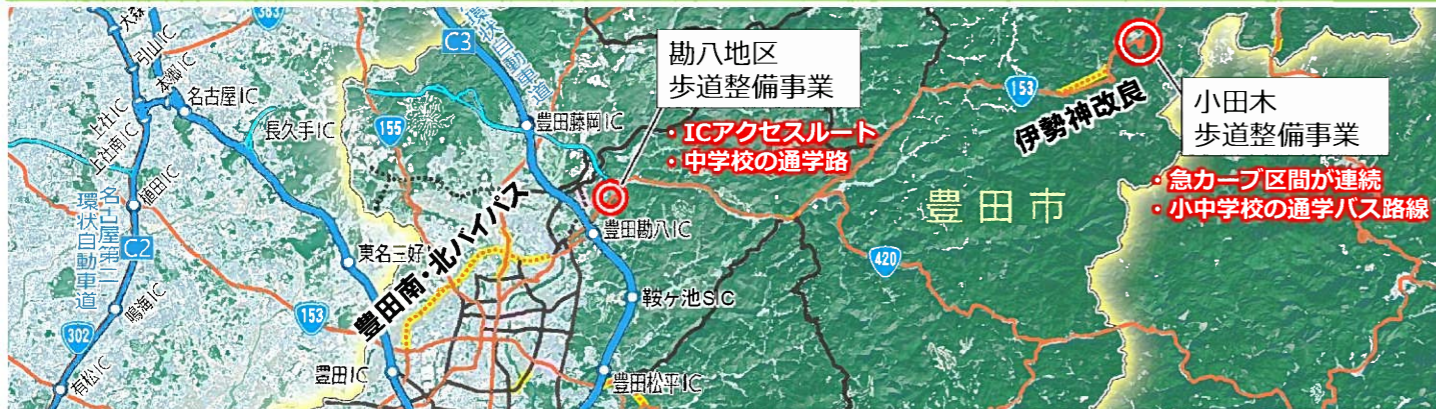 363
大森IC
引山IC
本郷IC
名古屋IC
上社IC
上社南IC
植田IC
長久手IC
C3
155
豊田藤岡IC
勘八地区
歩道整備事業
・ICアクセスルート
・中学校の通学路
153
伊勢神改良
小田木
歩道整備事業
・急カーブ区間が連続
・小中学校の通学バス路線
豊田市
豊田勘八IC
420
名古屋第二
環状自動車道
C2
東名三好
豊田南・北バイパス
鞍ヶ池SIC
鳴海IC
153
302
有松IC
豊田IC
豊田松平IC